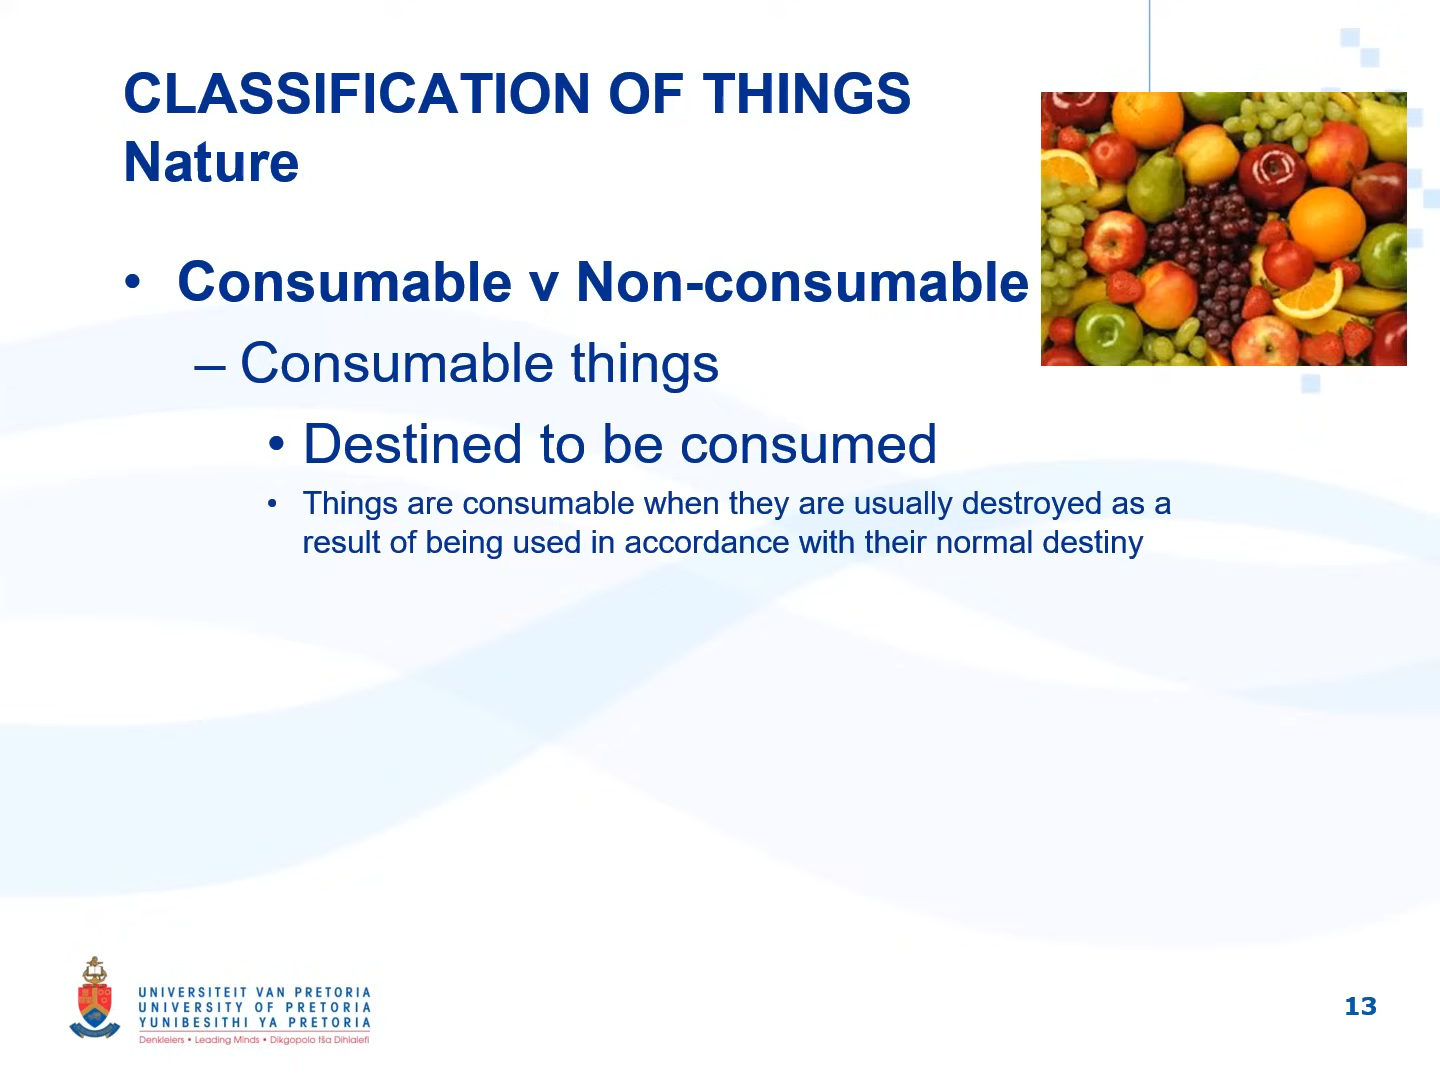 CLASSIFICATION OF THINGS
Nature
• Consumable v Non-consumable
– Consumable things
• Destined to be consumed
• Things are consumable when they are usually destroyed as a
result of being used in accordance with their normal destiny
UNIVERSITEIT VAN PRETORIA
UNIVERSITY OF PRETORIA
YUNIBESITHI YA PRETORIA
Denkleiers • Leading Minds • Dikgopolo tša Dihlalefi
13